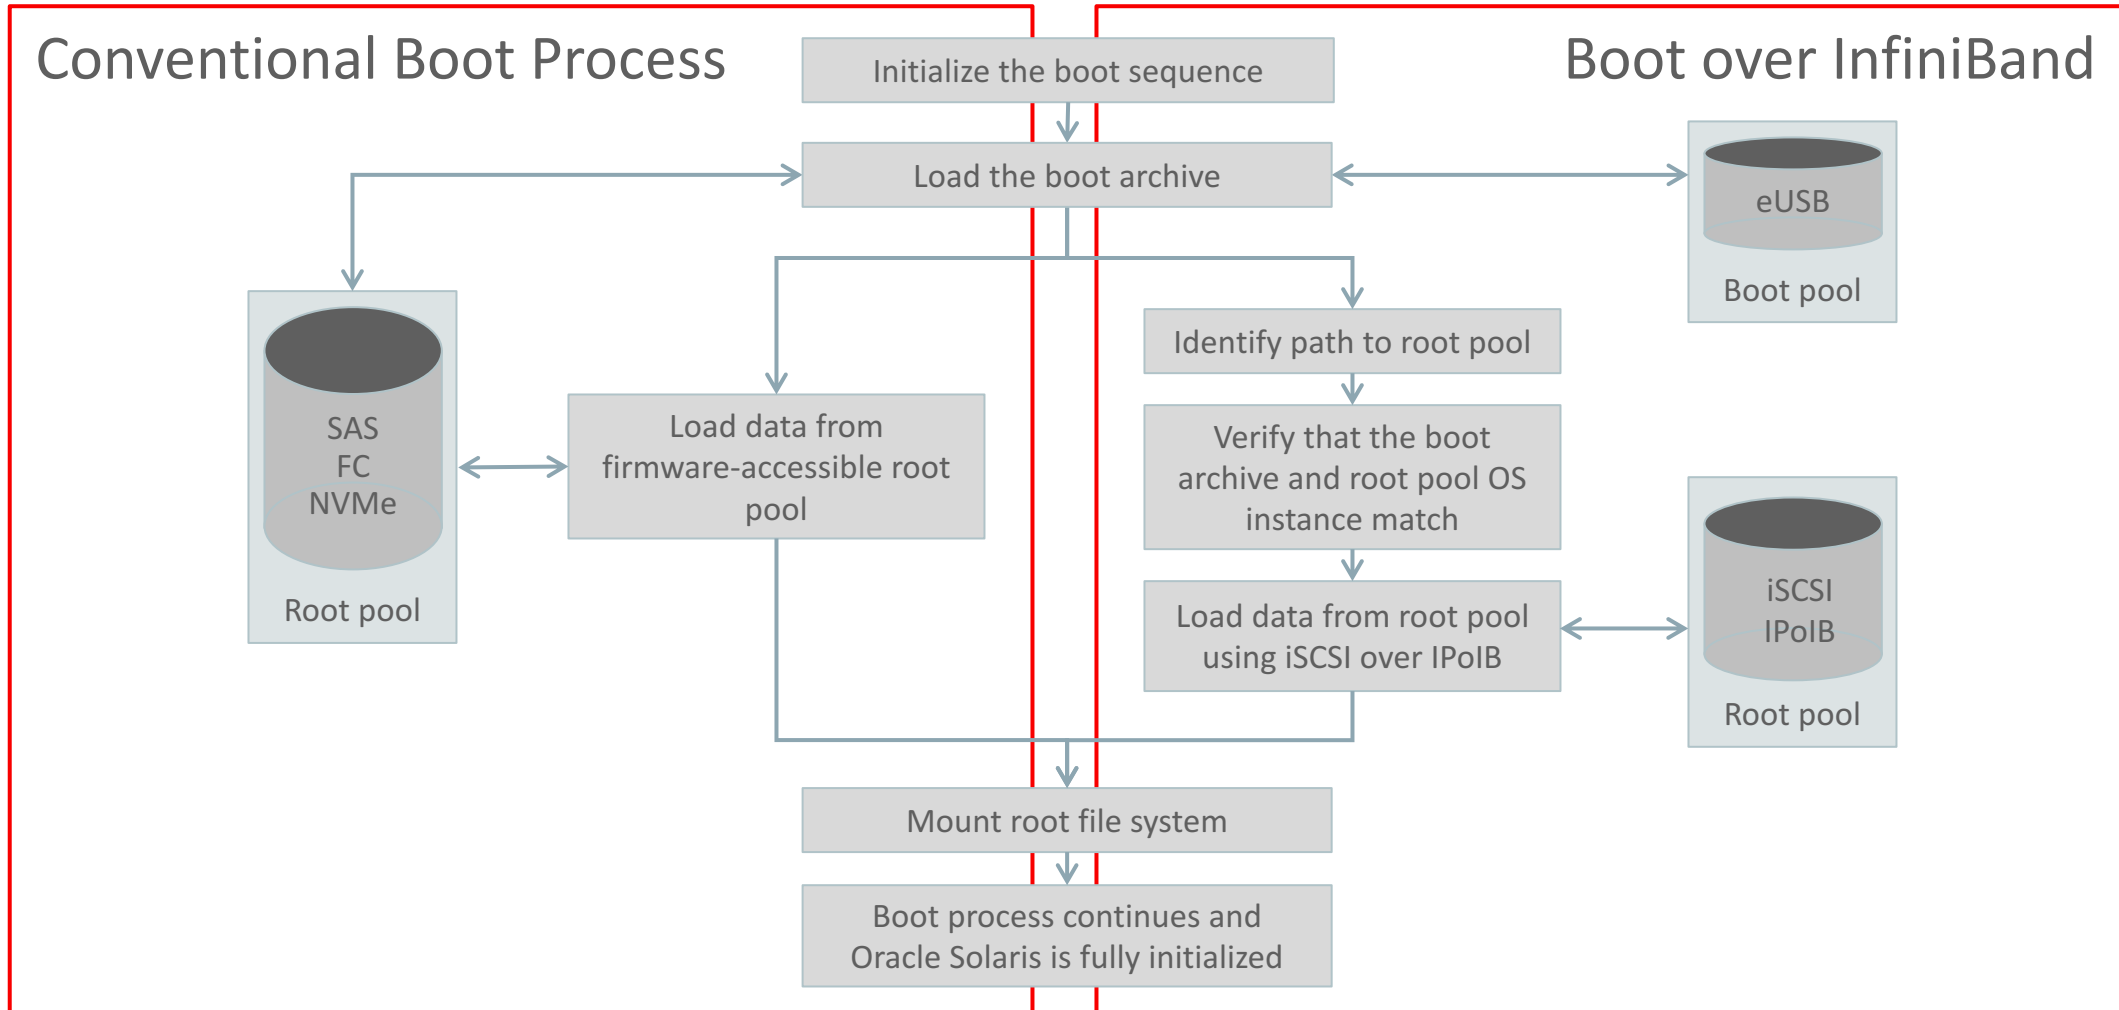 Conventional Boot Process
Boot over InfiniBand
Initialize the boot sequence
Load the boot archive
eUSB
Boot pool
Identify path to root pool
SAS
FC
NVMe
Root pool
Load data from
firmware-accessible root
pool
Verify that the boot
archive and root pool OS
instance match
Load data from root pool
using iSCSI over IPoIB
iSCSI
IPoIB
Root pool
Mount root file system
Boot process continues and
Oracle Solaris is fully initialized